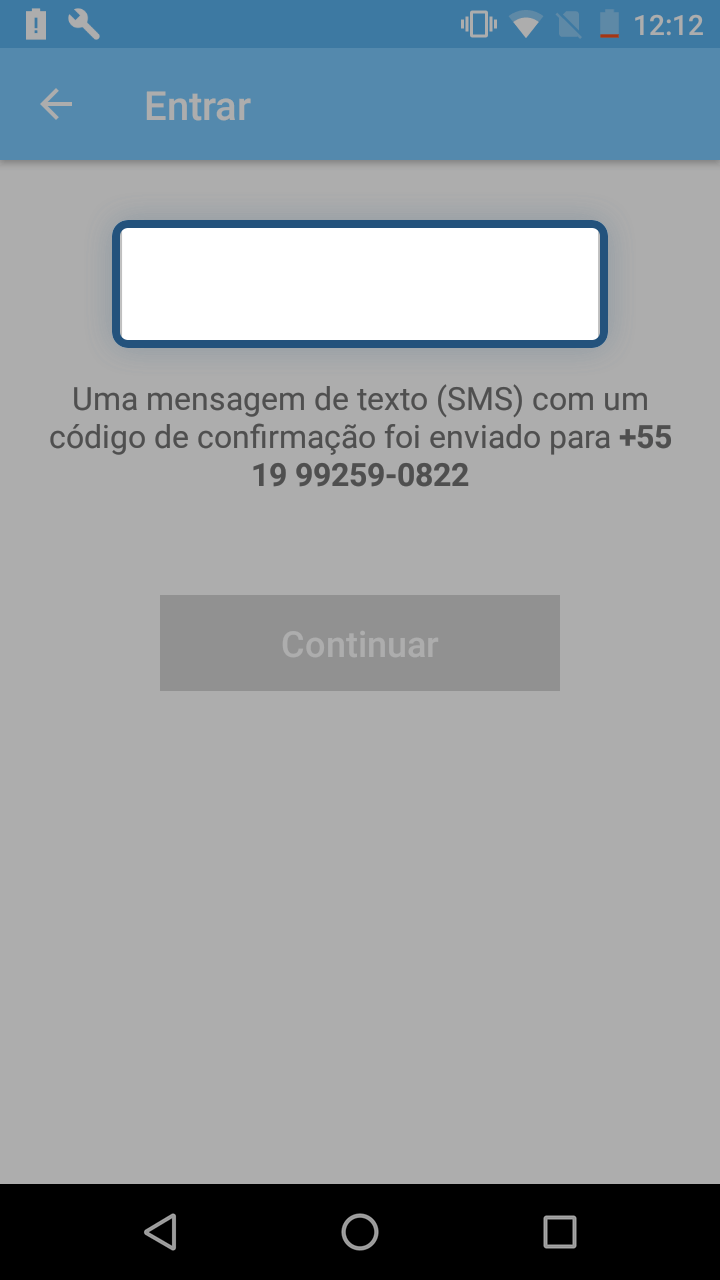 12:12
Entrar
Uma mensagem de texto (SMS) com um
código de confirmação foi enviado para +55
19 99259-0822
Continuar